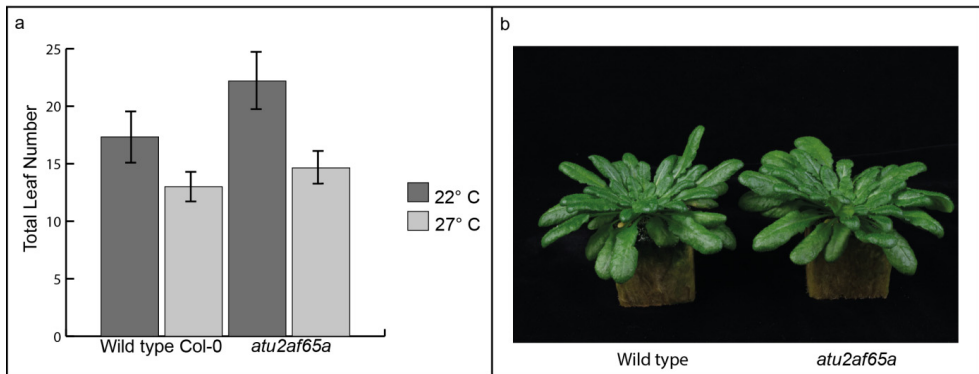 a
25
20
15
10
5
0
Total Leaf Number
Wild type Col-0
atu2af65a
22° C
27° C
b
Wild type
atu2af65a